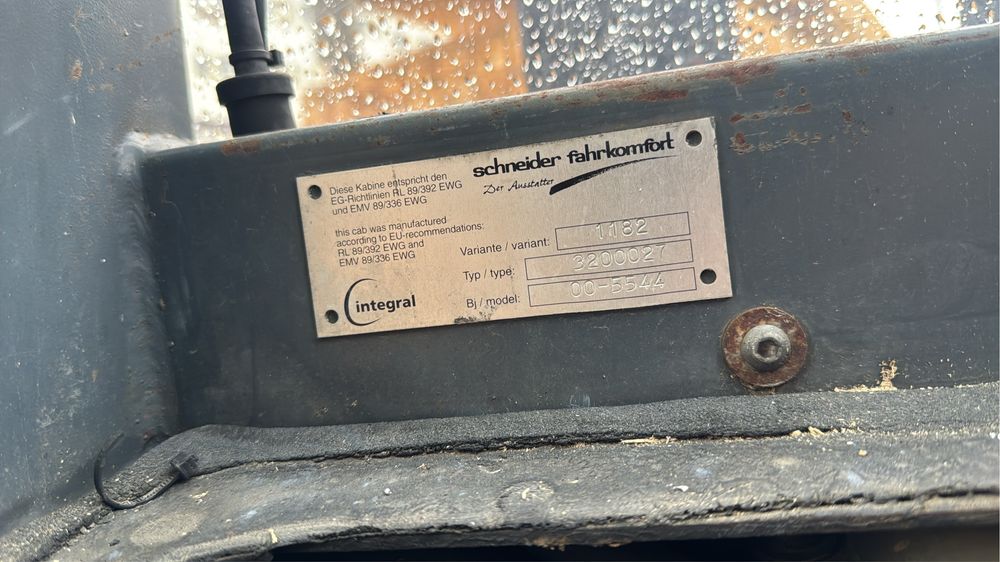 Diese Kabine entspricht den
EG-Richtlinien RL 89/392 EWG
und EMV 89/336 EWG
this cab was manufactured
according to EU-recommendations:
RL 89/392 EWG and
EMV 89/336 EWG
integral
schneider fahrkomfort
Der Ausstatter
Variante / variant: 1182
Typ / type: 3200027
Bj / model: 00-5544